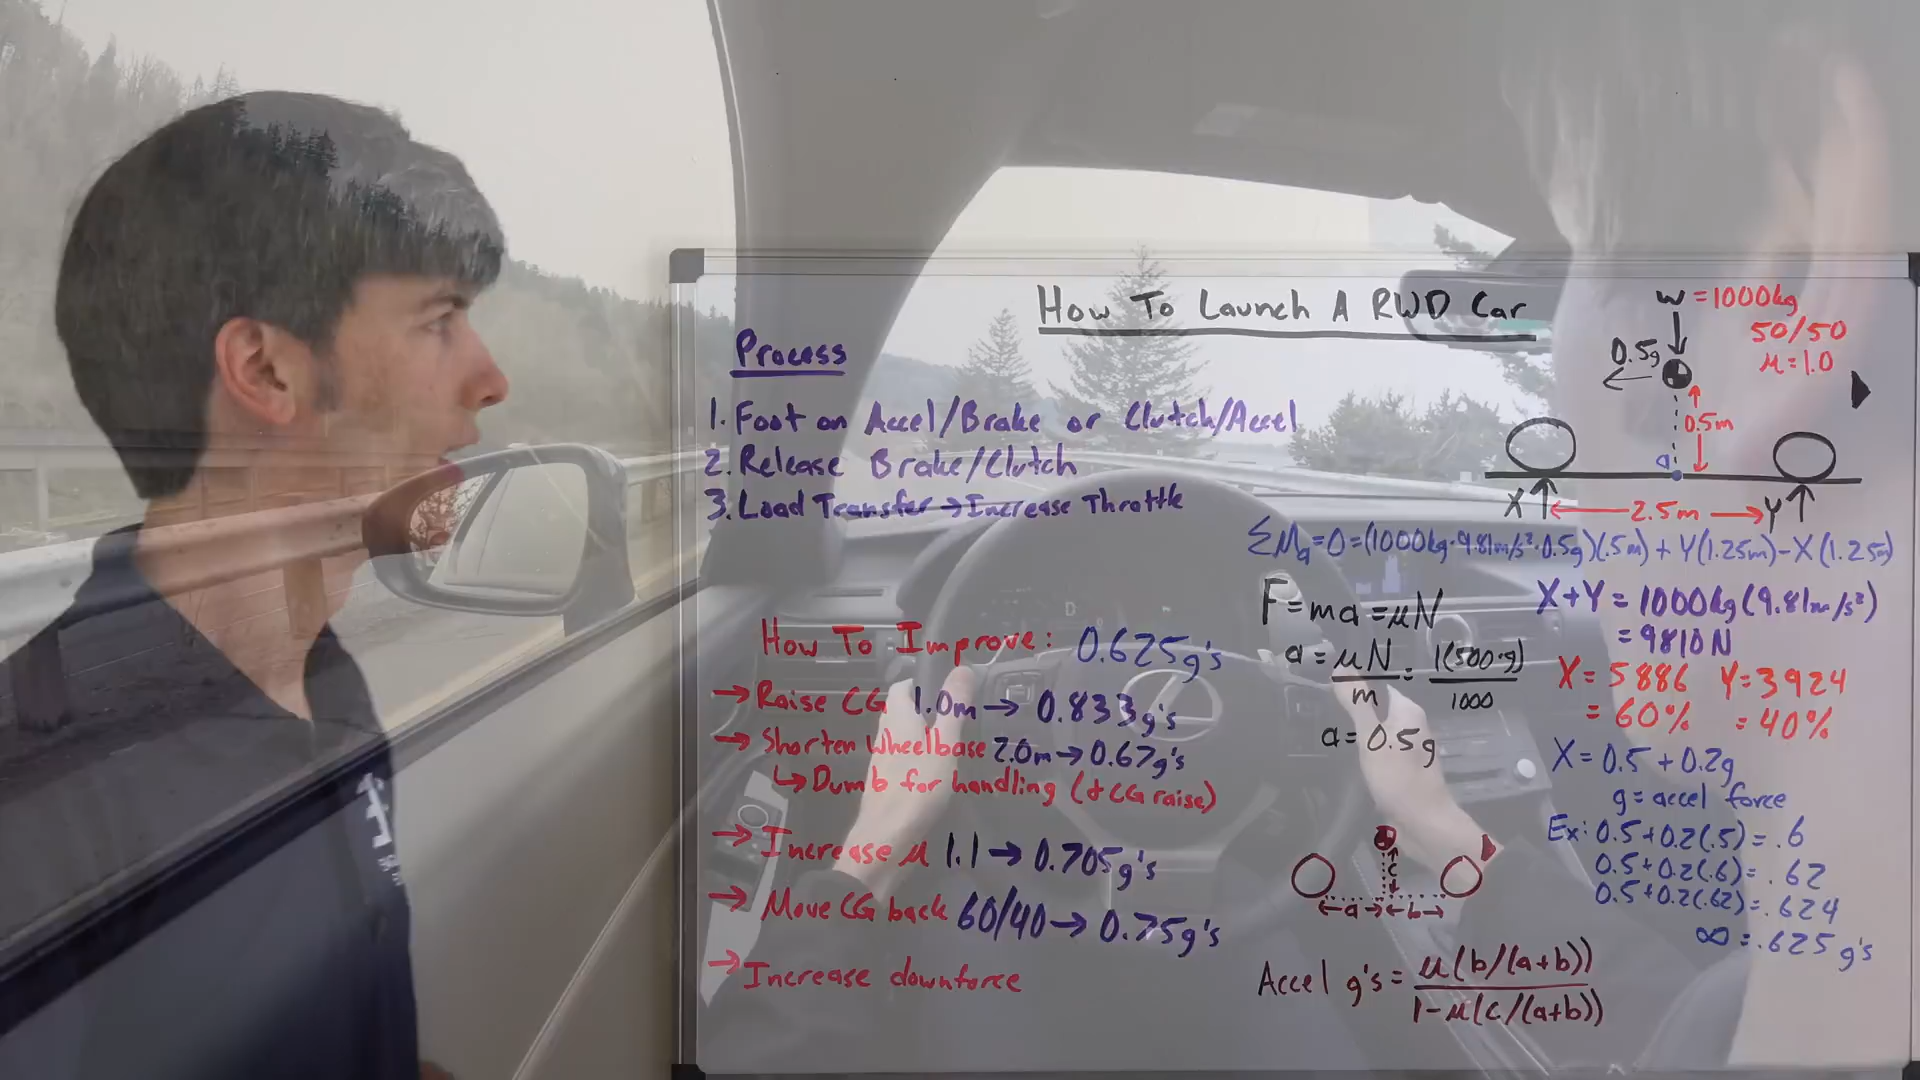 How To Launch A RWD Car
Process
1. Foot on Accel/Brake or Clutch/Accel
2. Release Brake/Clutch
3. Load Transfer → Increase Throttle
How To Improve: 0.625g's
→ Raise CG 1.0m → 0.833g's
→ Shorten Wheelbase 2.0m → 0.67g's
↳ Dumb for handling (& CG raise)
→ Increase μ 1.1 → 0.705g's
→ Move CG back 60/40 → 0.75g's
→ Increase downforce
W = 1000kg
50/50
μ = 1.0
0.5g
0.5m
a
X 2.5m Y
ΣMa = 0 = (1000kg·9.81m/s²·0.5g)(.5m) + Y(1.25m) - X(1.25m)
F = ma = μN
a = μN/m = 1(500·g)/1000
a = 0.5g
X + Y = 1000kg(9.81m/s²)
= 9810N
X = 5886 Y = 3924
= 60% = 40%
X = 0.5 + 0.2g
g = accel force
Ex: 0.5 + 0.2(.5) = .6
0.5 + 0.2(.6) = .62
0.5 + 0.2(.62) = .624
∞ = .625g's
c
a b
Accel g's = μ(b/(a+b))
1 - μ(c/(a+b))
D